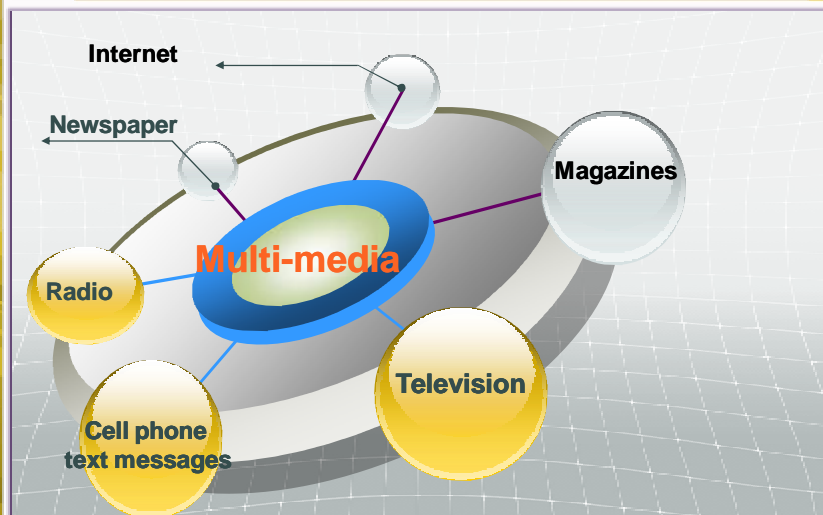 Internet
Newspaper
Magazines
Multi-media
Radio
Television
Cell phone
text messages